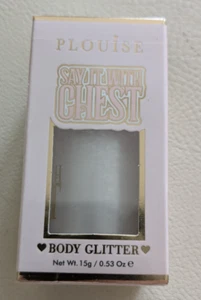 PLOUISE
SAY IT WITH
CHEST
♥ BODY GLITTER ♥
Net Wt. 15g / 0.53 Oz ℮